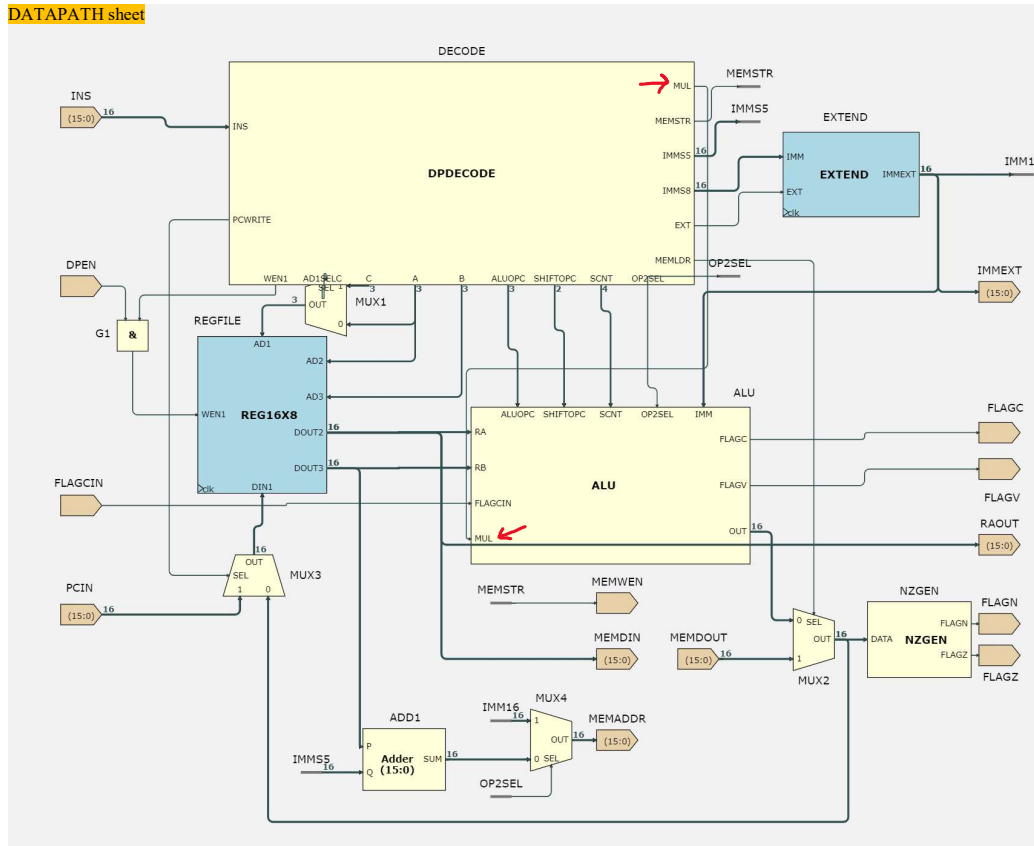 DATAPATH sheet
DECODE
INS
(15:0)
16
INS
DPDECODE
MUL
MEMSTR
IMMS5
16
IMMS8
16
EXT
MEMLDR
PCWRITE
WEN1
AD1SELC
C
A
B
ALUOPC
SHIFTOPC
SCNT
OP2SEL
3
3
3
3
2
4
MEMSTR
IMMS5
EXTEND
IMM
EXT
clk
EXTEND
IMMEXT
16
IMM1
OP2SEL
IMMEXT
(15:0)
DPEN
G1
&
SEL
1
OUT
0
3
MUX1
REGFILE
AD1
AD2
AD3
WEN1
REG16X8
DOUT2
16
DOUT3
16
clk
DIN1
ALU
ALUOPC
SHIFTOPC
SCNT
OP2SEL
IMM
RA
RB
FLAGCIN
MUL
ALU
FLAGC
FLAGV
OUT
16
FLAGC
FLAGV
RAOUT
(15:0)
FLAGCIN
16
OUT
SEL
1
0
MUX3
PCIN
(15:0)
16
MEMSTR
MEMWEN
MEMDIN
(15:0)
MEMDOUT
(15:0)
16
0
SEL
OUT
1
16
MUX2
NZGEN
DATA
NZGEN
FLAGN
FLAGZ
FLAGN
FLAGZ
ADD1
P
Q
Adder
(15:0)
SUM
16
IMMS5
16
IMM16
16
MUX4
1
OUT
0
SEL
16
MEMADDR
(15:0)
OP2SEL